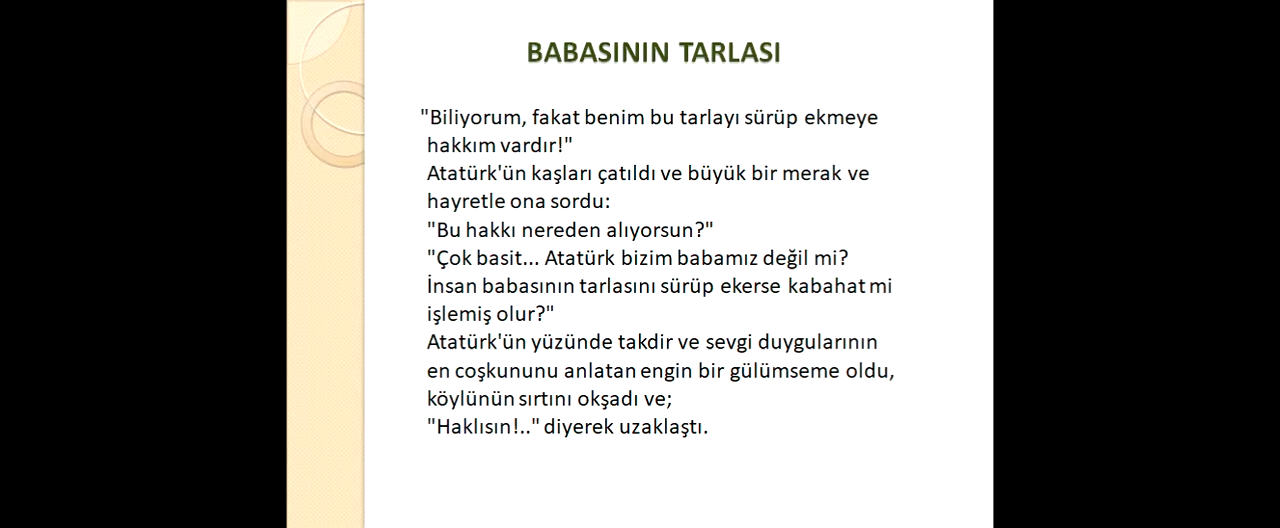 BABASININ TARLASI
"Biliyorum, fakat benim bu tarlayı sürüp ekmeye
hakkım vardır!"
Atatürk'ün kaşları çatıldı ve büyük bir merak ve
hayretle ona sordu:
"Bu hakkı nereden alıyorsun?"
"Çok basit... Atatürk bizim babamız değil mi?
İnsan babasının tarlasını sürüp ekerse kabahat mi
işlemiş olur?"
Atatürk'ün yüzünde takdir ve sevgi duygularının
en coşkununu anlatan engin bir gülümseme oldu,
köylünün sırtını okşadı ve;
"Haklısın!.." diyerek uzaklaştı.